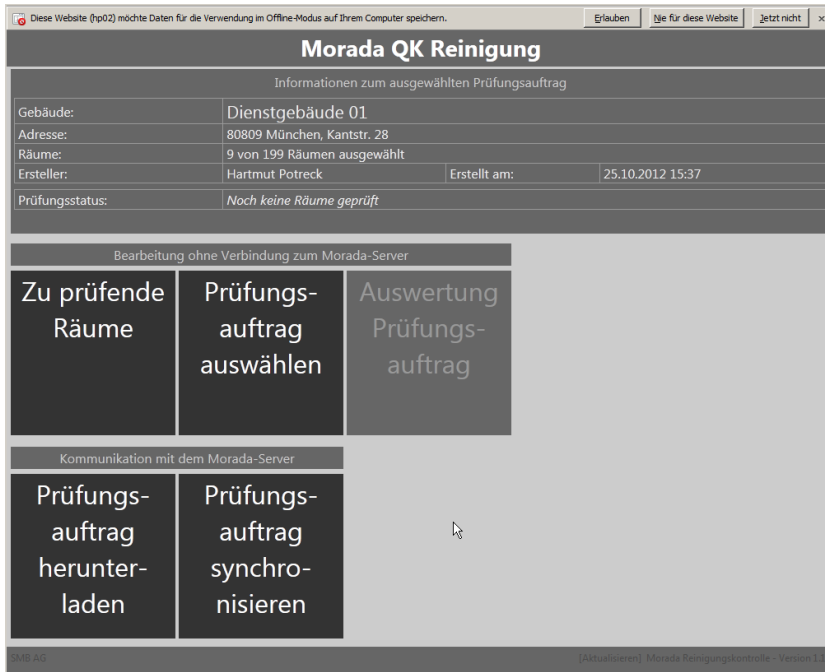 Diese Website (hp02) möchte Daten für die Verwendung im Offline-Modus auf Ihrem Computer speichern. Erlauben Nie für diese Website Jetzt nicht ×
Morada QK Reinigung
Informationen zum ausgewählten Prüfungsauftrag
Gebäude: Dienstgebäude 01
Adresse: 80809 München, Kantstr. 28
Räume: 9 von 199 Räumen ausgewählt
Ersteller: Hartmut Potreck Erstellt am: 25.10.2012 15:37
Prüfungsstatus: Noch keine Räume geprüft
Bearbeitung ohne Verbindung zum Morada-Server
Zu prüfende
Räume
Prüfungs-
auftrag
auswählen
Auswertung
Prüfungs-
auftrag
Kommunikation mit dem Morada-Server
Prüfungs-
auftrag
herunter-
laden
Prüfungs-
auftrag
synchro-
nisieren
SMB AG [Aktualisieren] Morada Reinigungskontrolle - Version